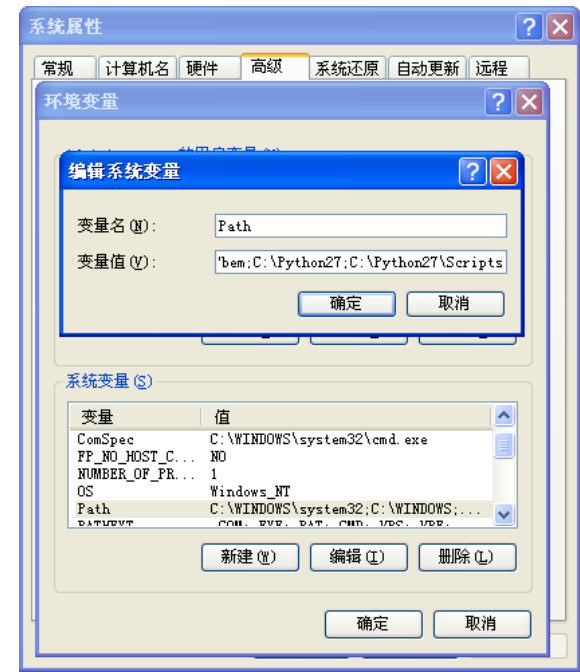 系统属性
常规 计算机名 硬件 高级 系统还原 自动更新 远程
环境变量
编辑系统变量
变量名(N): Path
变量值(V): 'bem;C:\Python27;C:\Python27\Scripts
确定 取消
系统变量(S)
变量 值
ComSpec C:\WINDOWS\system32\cmd.exe
FP_NO_HOST_C... NO
NUMBER_OF_PR... 1
OS Windows_NT
Path C:\WINDOWS\system32;C:\WINDOWS;...
新建(W) 编辑(I) 删除(L)
确定 取消